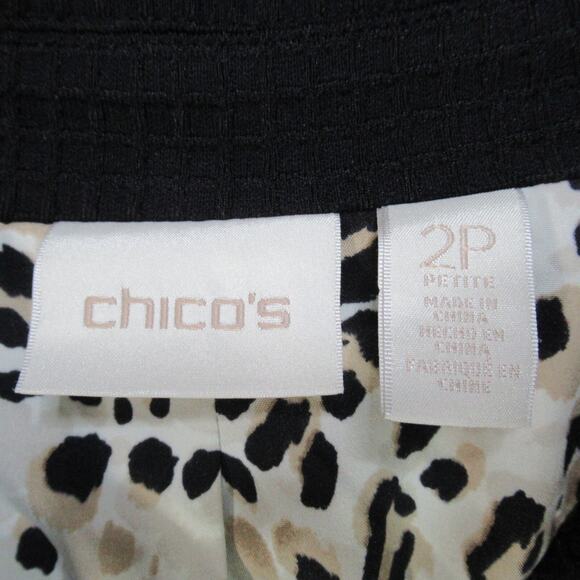 chico's
2P
PETITE
MADE IN
CHINA
HECHO EN
CHINA
FABRIQUÉ EN
CHINE